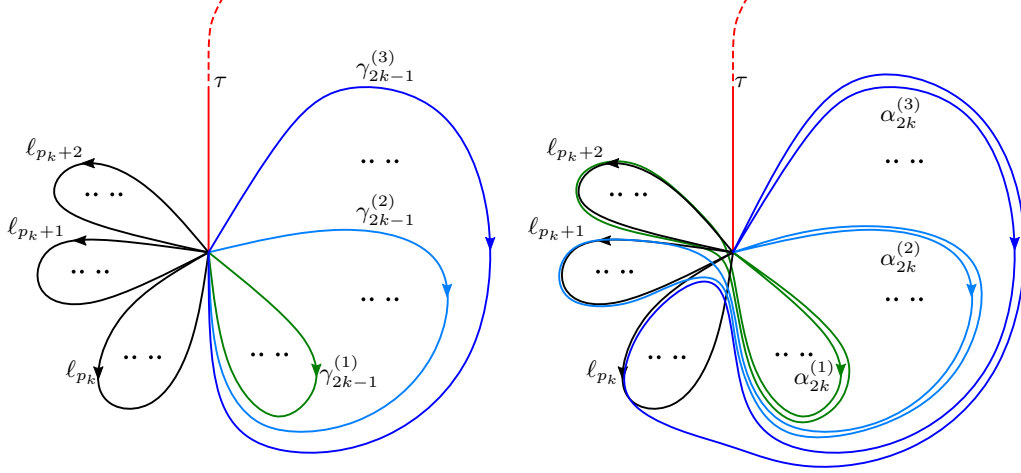 τ
γ_{2k−1}^{(3)}
ℓ_{p_k+2}
γ_{2k−1}^{(2)}
ℓ_{p_k+1}
ℓ_{p_k}
γ_{2k−1}^{(1)}
τ
α_{2k}^{(3)}
ℓ_{p_k+2}
ℓ_{p_k+1}
α_{2k}^{(2)}
ℓ_{p_k}
α_{2k}^{(1)}